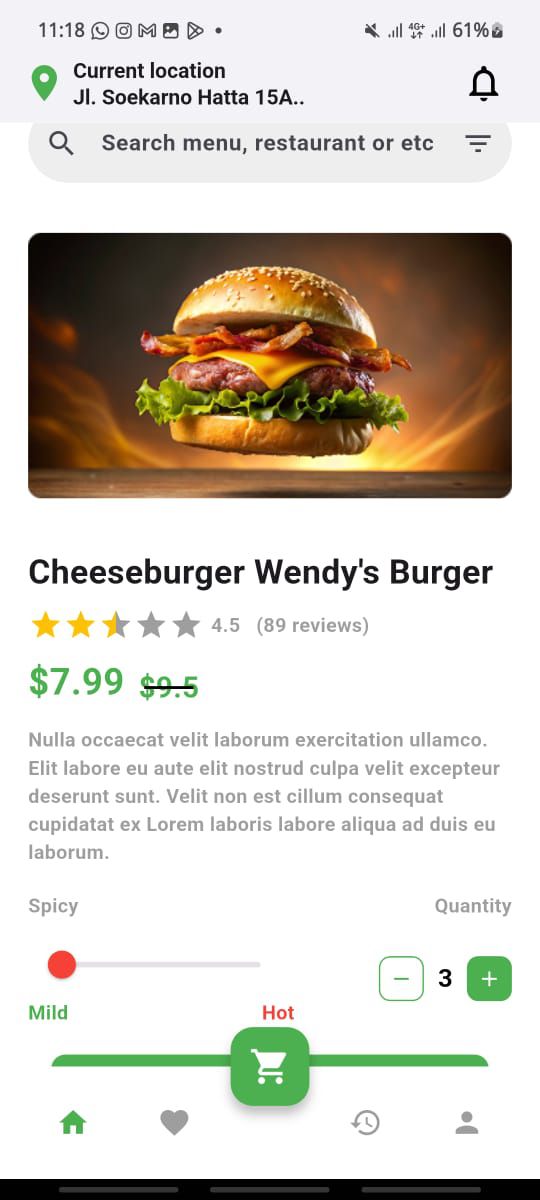 11:18
4G+
61%
Current location
Jl. Soekarno Hatta 15A..
Search menu, restaurant or etc
Cheeseburger Wendy's Burger
4.5 (89 reviews)
$7.99 $9.5
Nulla occaecat velit laborum exercitation ullamco.
Elit labore eu aute elit nostrud culpa velit excepteur
deserunt sunt. Velit non est cillum consequat
cupidatat ex Lorem laboris labore aliqua ad duis eu
laborum.
Spicy
Quantity
3
Mild
Hot